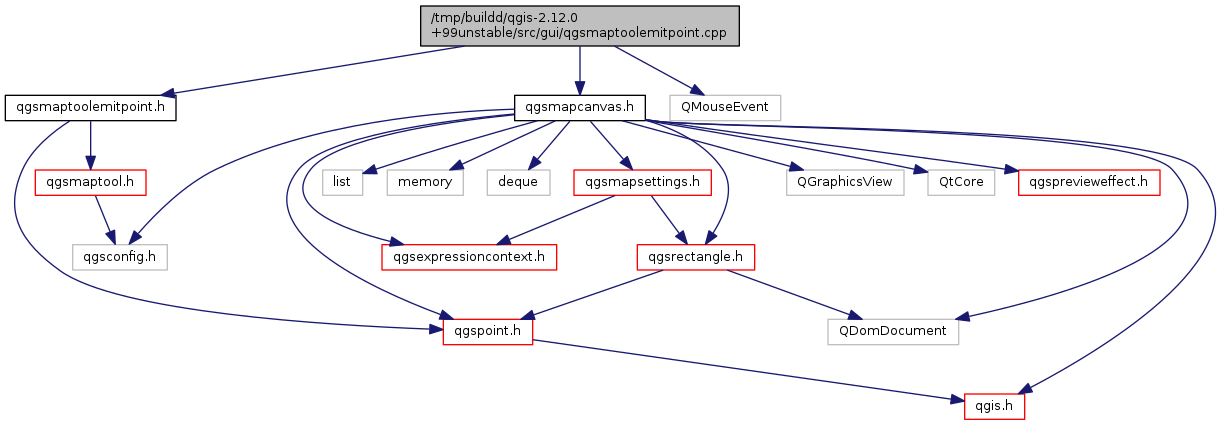 /tmp/buildd/qgis-2.12.0
+99unstable/src/gui/qgsmaptoolemitpoint.cpp
qgsmaptoolemitpoint.h
qgsmapcanvas.h
QMouseEvent
qgsmaptool.h
list
memory
deque
qgsmapsettings.h
QGraphicsView
QtCore
qgsprevieweffect.h
qgsconfig.h
qgsexpressioncontext.h
qgsrectangle.h
qgspoint.h
QDomDocument
qgis.h